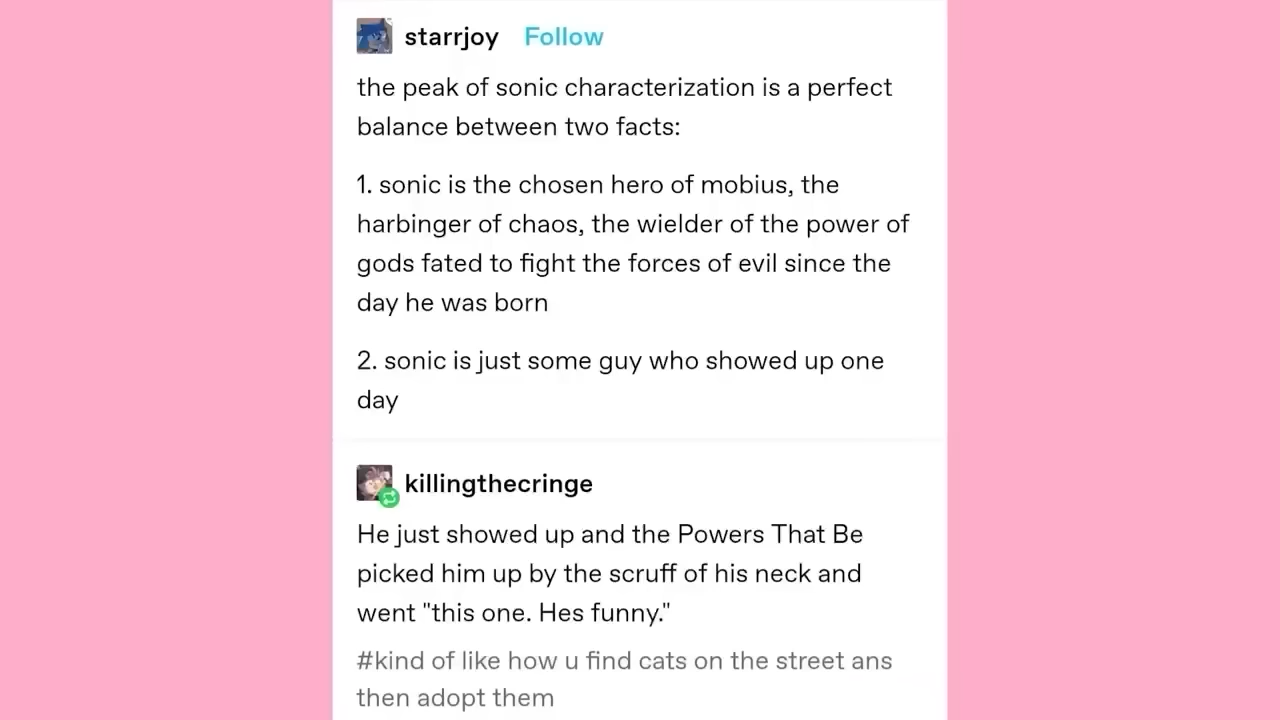 starrjoy Follow
the peak of sonic characterization is a perfect
balance between two facts:
1. sonic is the chosen hero of mobius, the
harbinger of chaos, the wielder of the power of
gods fated to fight the forces of evil since the
day he was born
2. sonic is just some guy who showed up one
day
killingthecringe
He just showed up and the Powers That Be
picked him up by the scruff of his neck and
went "this one. Hes funny."
#kind of like how u find cats on the street ans
then adopt them